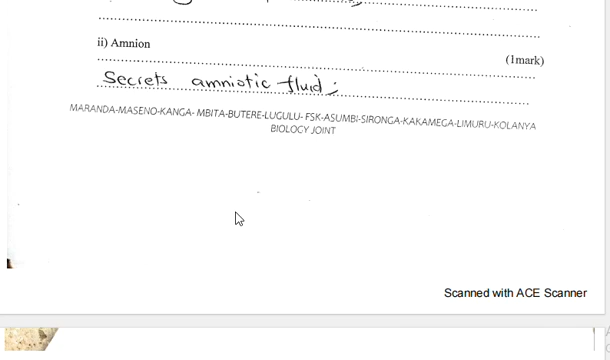 ii) Amnion
(1mark)
Secrets amniotic fluid;
MARANDA-MASENO-KANGA- MBITA-BUTERE-LUGULU- FSK-ASUMBI-SIRONGA-KAKAMEGA-LIMURU-KOLANYA
BIOLOGY JOINT
Scanned with ACE Scanner